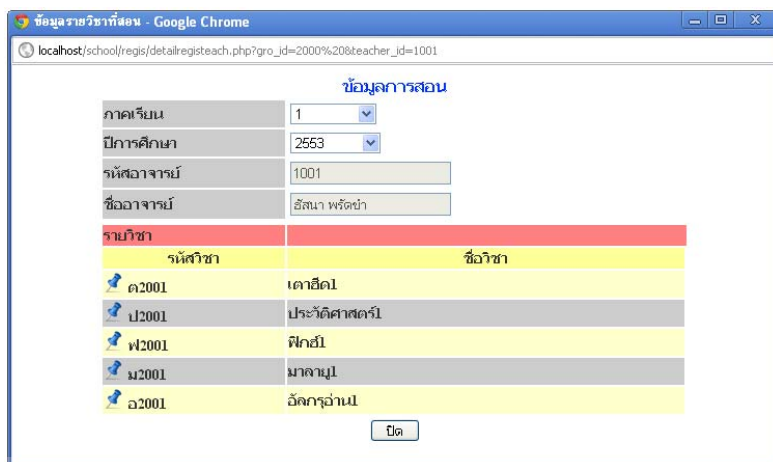 ข้อมูลรายวิชาที่สอน - Google Chrome
localhost/school/regis/detailregisteach.php?gro_id=2000%20&teacher_id=1001
ข้อมูลการสอน
ภาคเรียน 1
ปีการศึกษา 2553
รหัสอาจารย์ 1001
ชื่ออาจารย์ ฮัสนา พรัดขำ
รายวิชา
รหัสวิชา ชื่อวิชา
ต2001 เตาฮีด1
ป2001 ประวัติศาสตร์1
ฟ2001 ฟิกฮ์1
ม2001 มาลายู1
อ2001 อัลกรุอ่าน1
ปิด